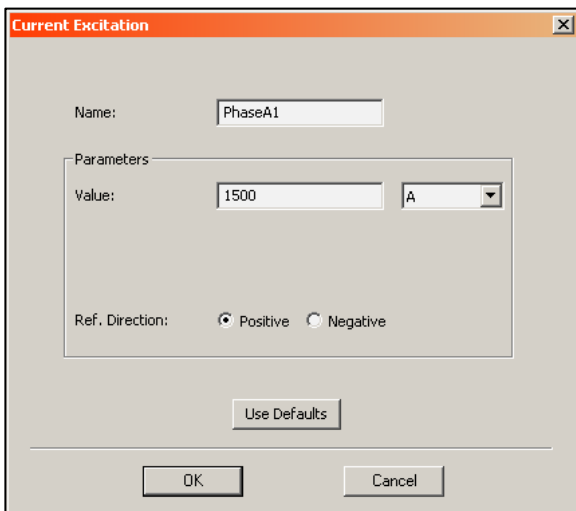 Current Excitation
Name: PhaseA1
Parameters
Value: 1500 A
Ref. Direction: Positive Negative
Use Defaults
OK Cancel